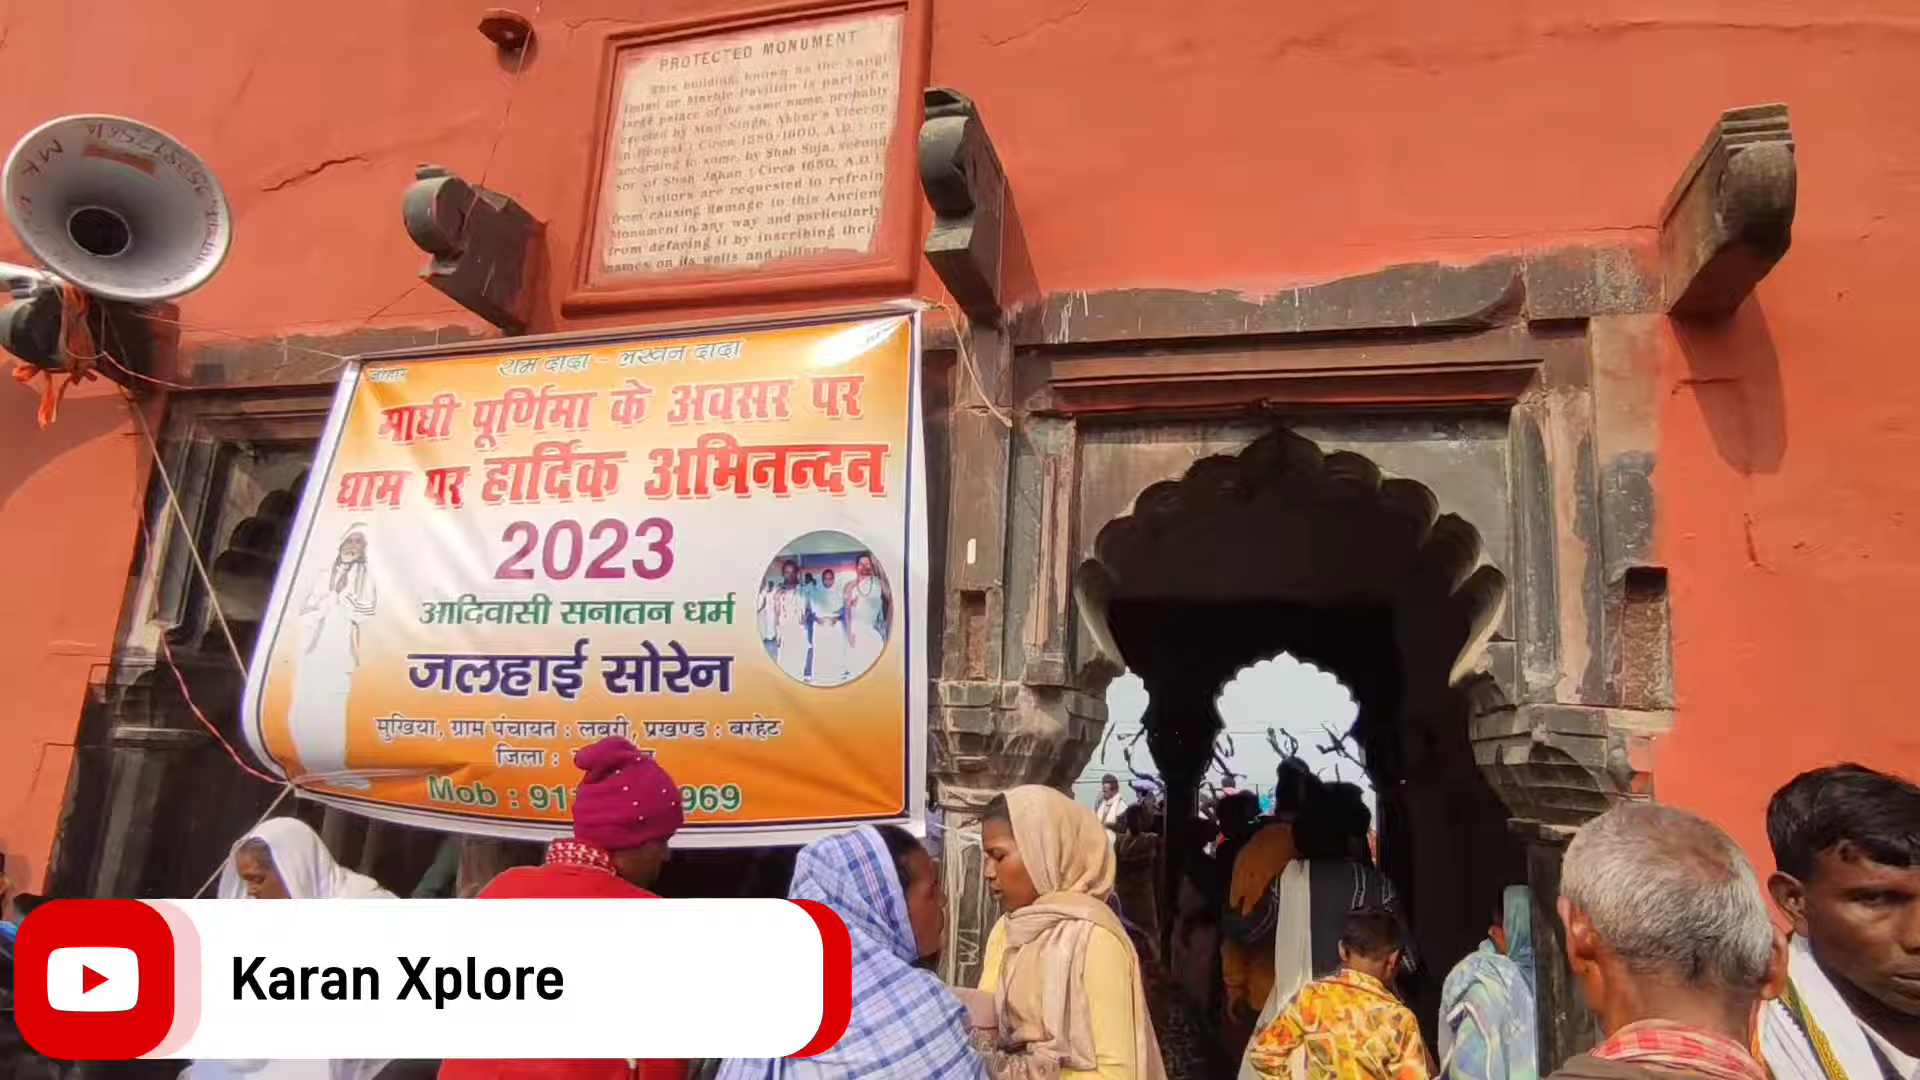 PROTECTED MONUMENT
This building, known as the Sangi
Dalan or Marble Pavilion is part of a
large palace of the same name, probably
erected by Man Singh, Akbar's Viceroy
in Bengal (Circa 1580-1600, A.D.) or
according to some, by Shah Suja, second
sor of Shah Jahan (Circa 1650, A.D.)
Visitors are requested to refrain
from causing damage to this Ancient
Monument in any way and particularly
from defacing it by inscribing their
names on its walls and pillars
MK
जोहार
राम दादा - लखन दादा
माघी पूर्णिमा के अवसर पर
धाम पर हार्दिक अभिनन्दन
2023
आदिवासी सनातन धर्म
जलहाई सोरेन
मुखिया, ग्राम पंचायत : लबरी, प्रखण्ड : बरहेट
जिला :
Mob : 91 969
Karan Xplore